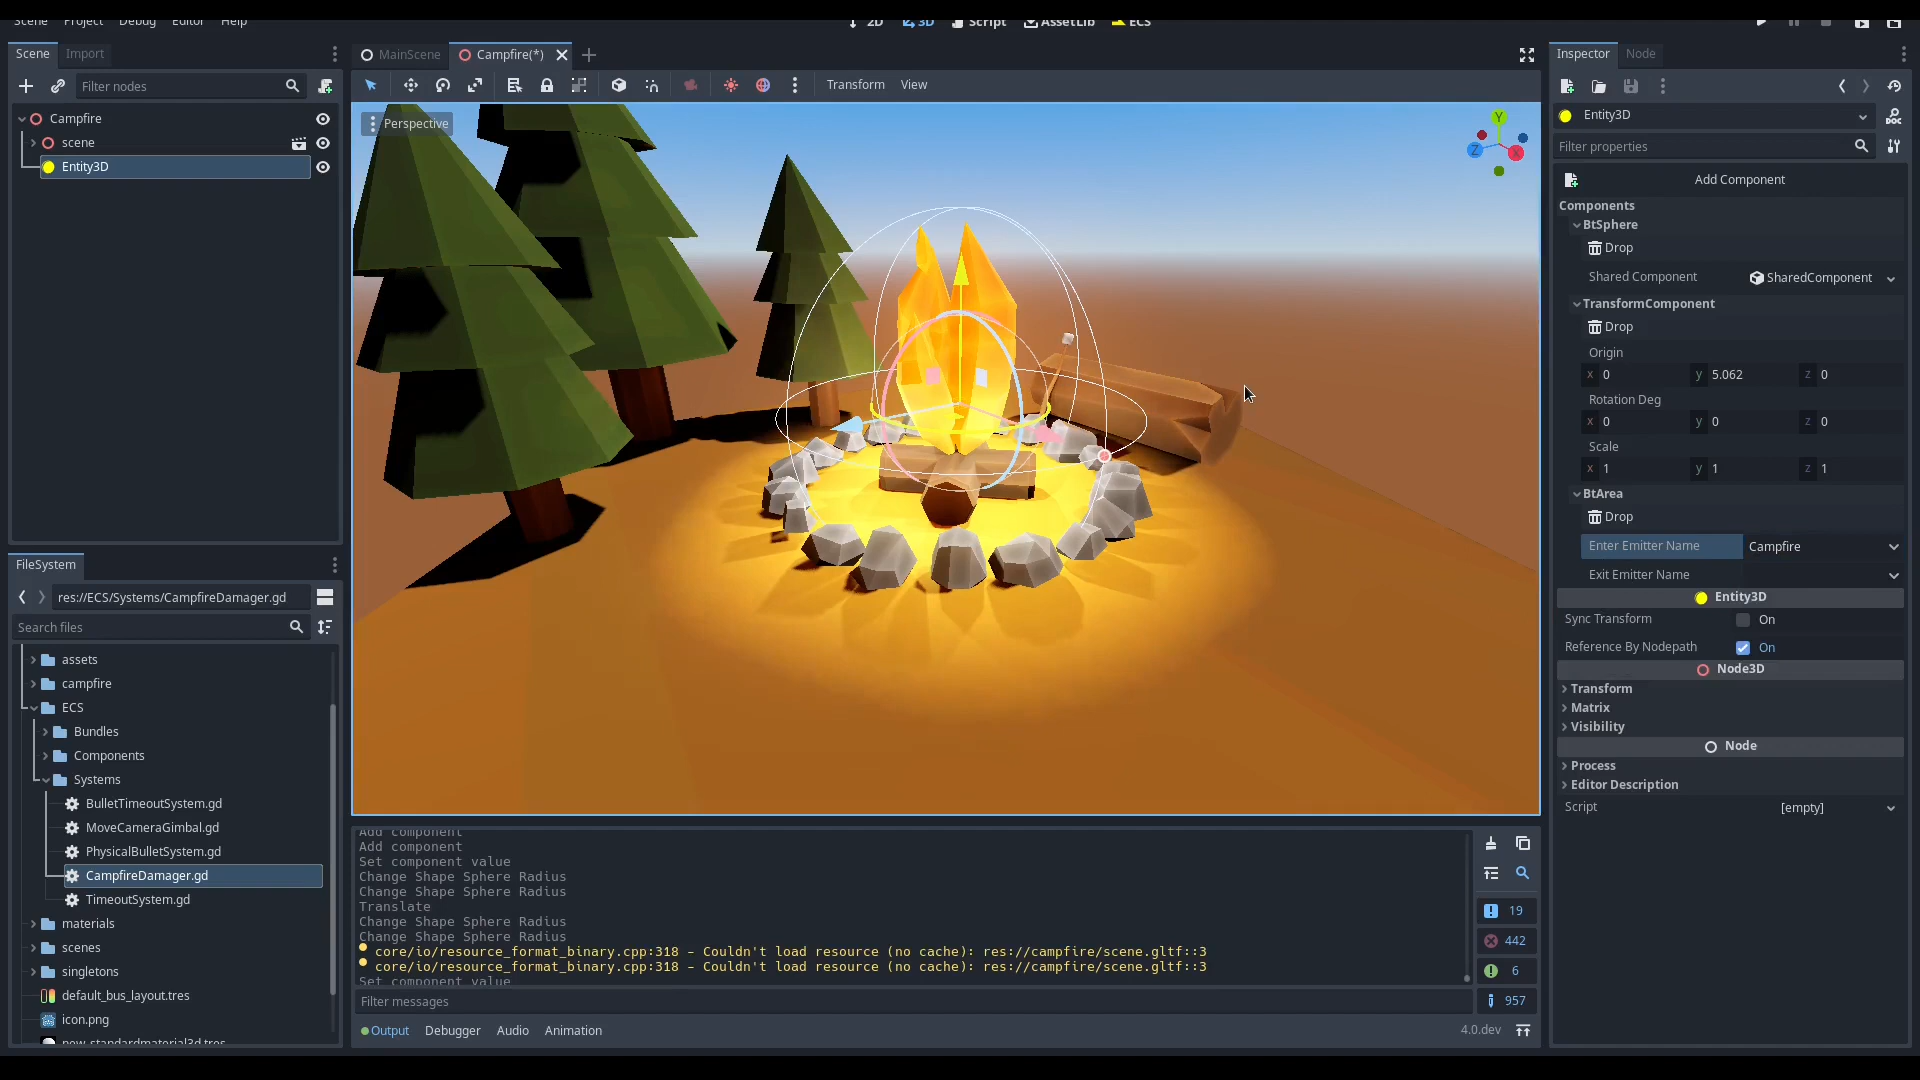 Scene Project Debug Editor Help
2D 3D Script AssetLib ECS
Scene Import
Filter nodes
Campfire
scene
Entity3D
FileSystem
res://ECS/Systems/CampfireDamager.gd
Search files
assets
campfire
ECS
Bundles
Components
Systems
BulletTimeoutSystem.gd
MoveCameraGimbal.gd
PhysicalBulletSystem.gd
CampfireDamager.gd
TimeoutSystem.gd
materials
scenes
singletons
default_bus_layout.tres
icon.png
new_standardmaterial3d.tres
MainScene Campfire(*)
Transform View
Perspective
Y
Z X
Add component
Add component
Set component value
Change Shape Sphere Radius
Change Shape Sphere Radius
Translate
Change Shape Sphere Radius
Change Shape Sphere Radius
core/io/resource_format_binary.cpp:318 - Couldn't load resource (no cache): res://campfire/scene.gltf::3
core/io/resource_format_binary.cpp:318 - Couldn't load resource (no cache): res://campfire/scene.gltf::3
Set component value
Filter messages
19
442
6
957
Output Debugger Audio Animation
4.0.dev
Inspector Node
Entity3D
DOC
Filter properties
Add Component
Components
BtSphere
Drop
Shared Component SharedComponent
TransformComponent
Drop
Origin
x 0 y 5.062 z 0
Rotation Deg
x 0 y 0 z 0
Scale
x 1 y 1 z 1
BtArea
Drop
Enter Emitter Name Campfire
Exit Emitter Name
Entity3D
Sync Transform On
Reference By Nodepath On
Node3D
Transform
Matrix
Visibility
Node
Process
Editor Description
Script [empty]